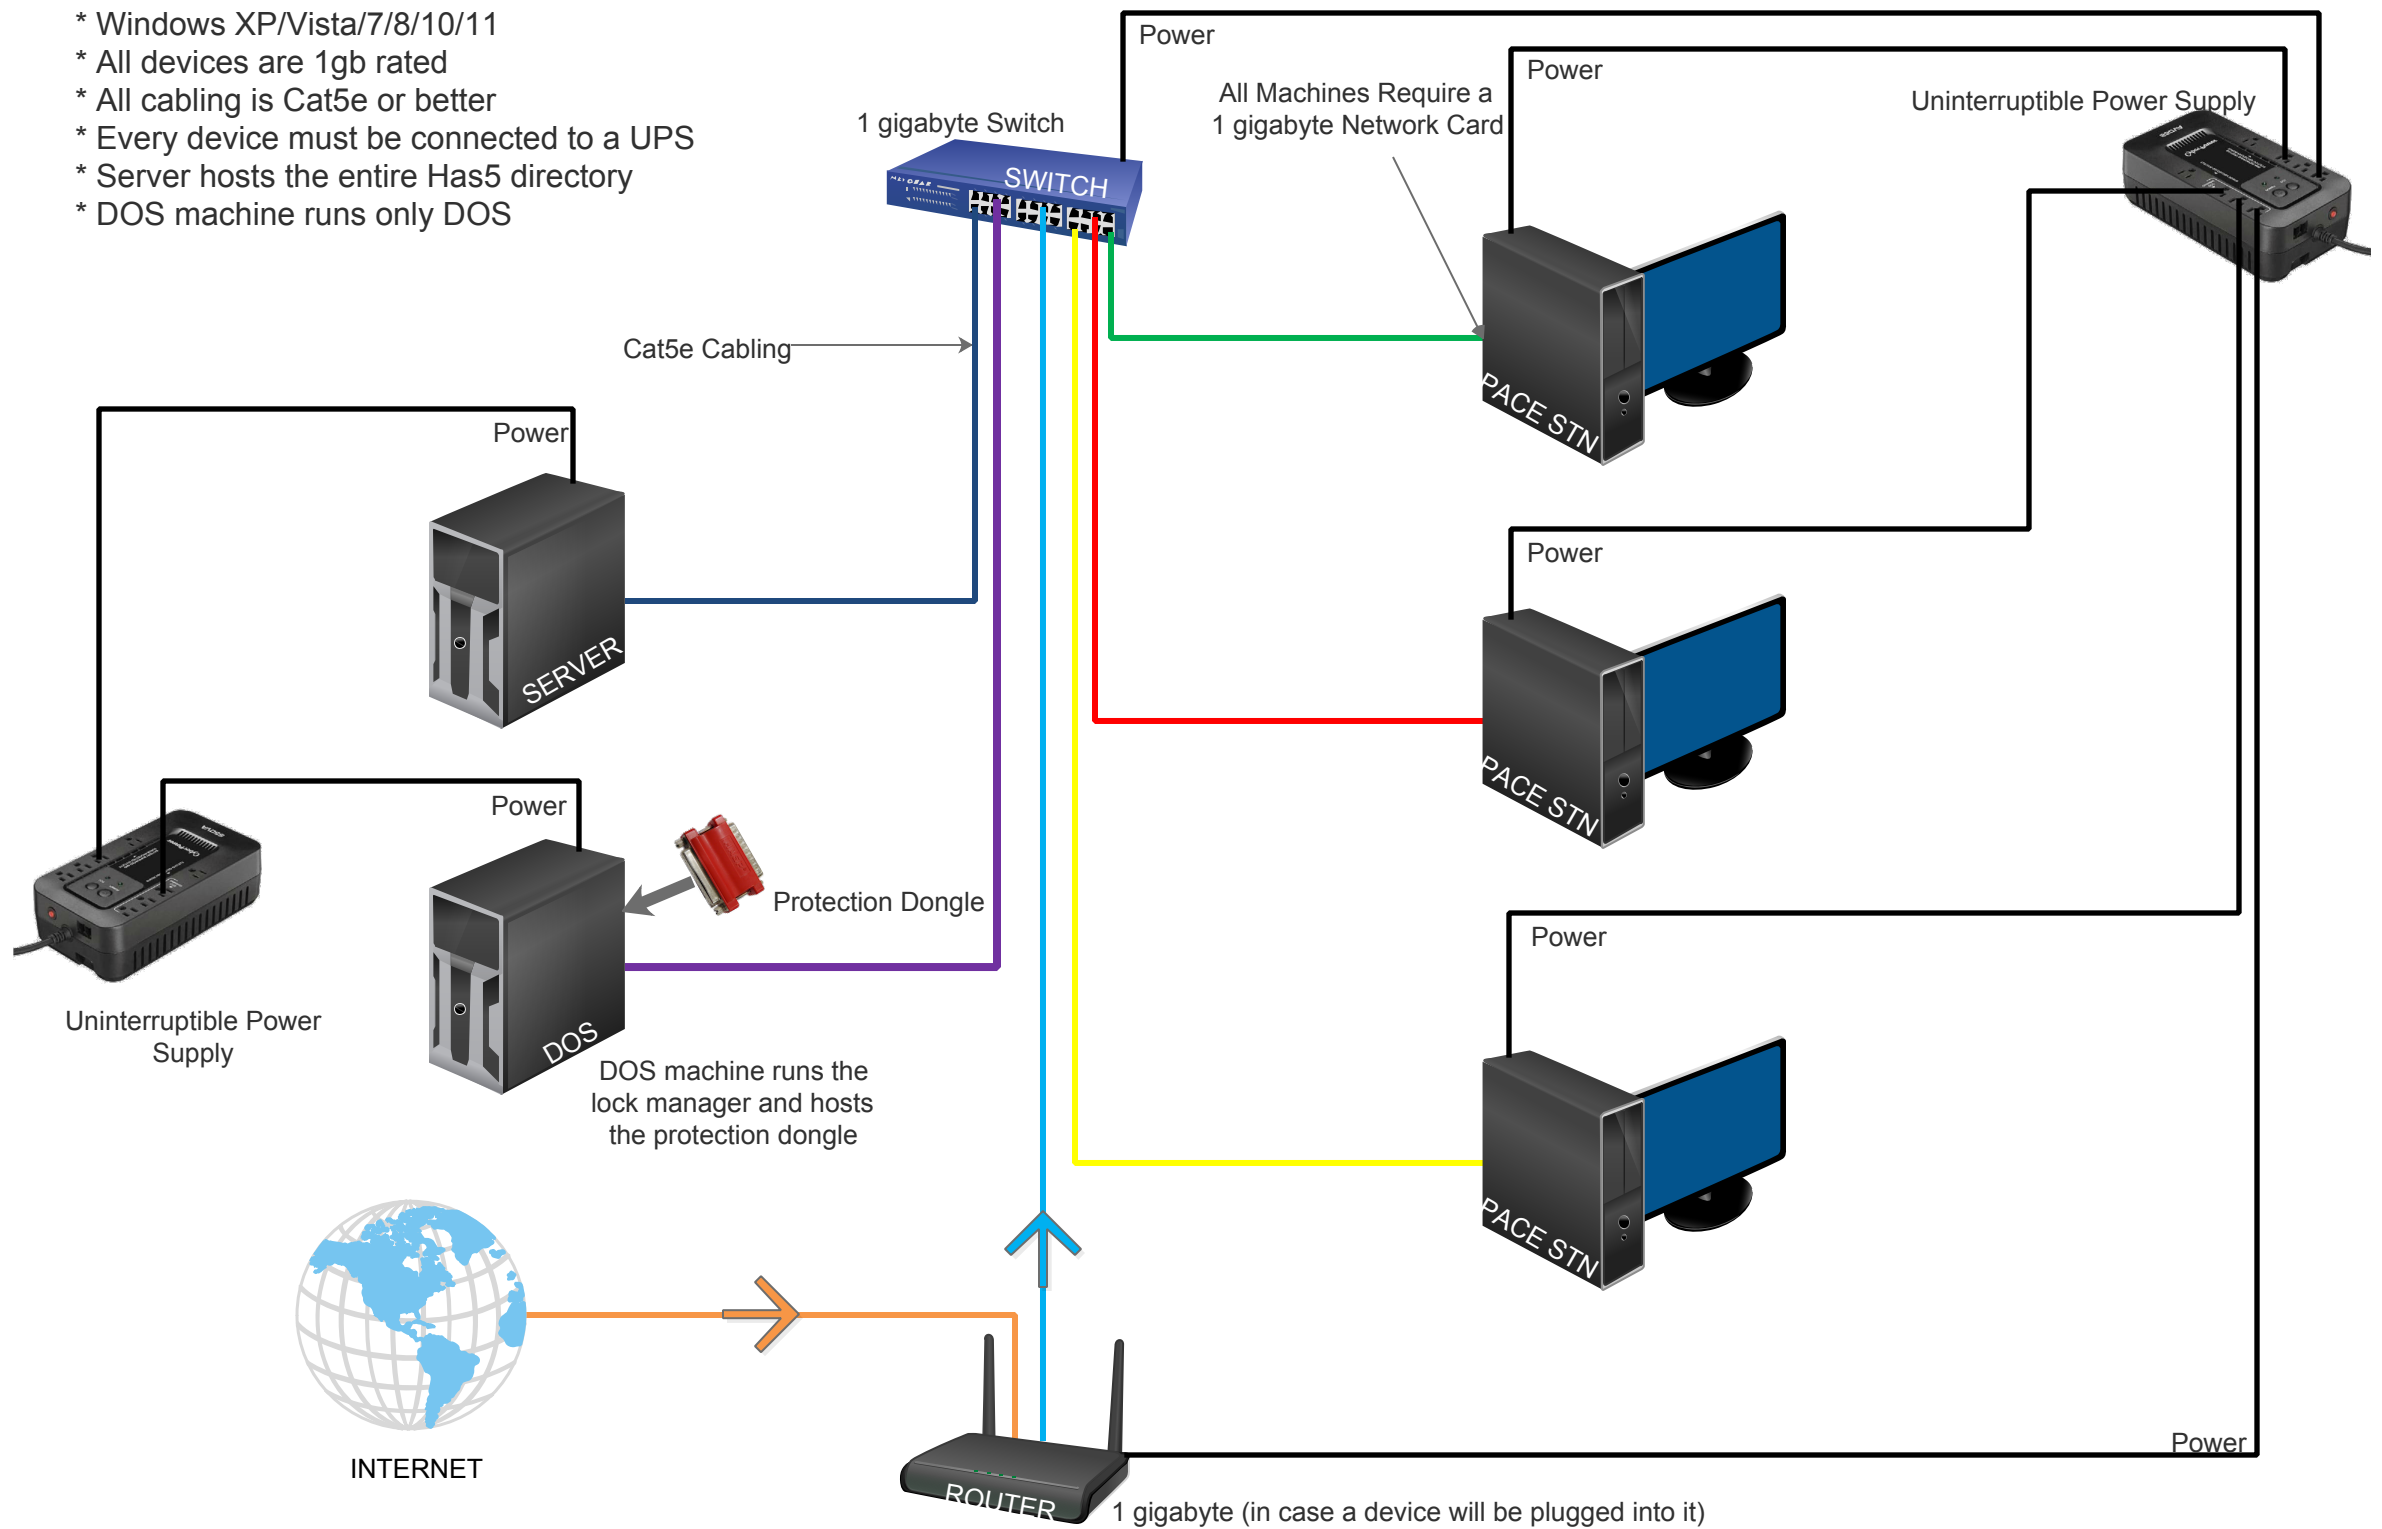 * Windows XP/Vista/7/8/10/11
* All devices are 1gb rated
* All cabling is Cat5e or better
* Every device must be connected to a UPS
* Server hosts the entire Has5 directory
* DOS machine runs only DOS
Power
Power
All Machines Require a
1 gigabyte Network Card
Uninterruptible Power Supply
1 gigabyte Switch
SWITCH
Cat5e Cabling
PACE STN
Power
SERVER
Power
PACE STN
Power
Protection Dongle
Power
Uninterruptible Power
Supply
DOS
DOS machine runs the
lock manager and hosts
the protection dongle
PACE STN
INTERNET
ROUTER
Power
1 gigabyte (in case a device will be plugged into it)